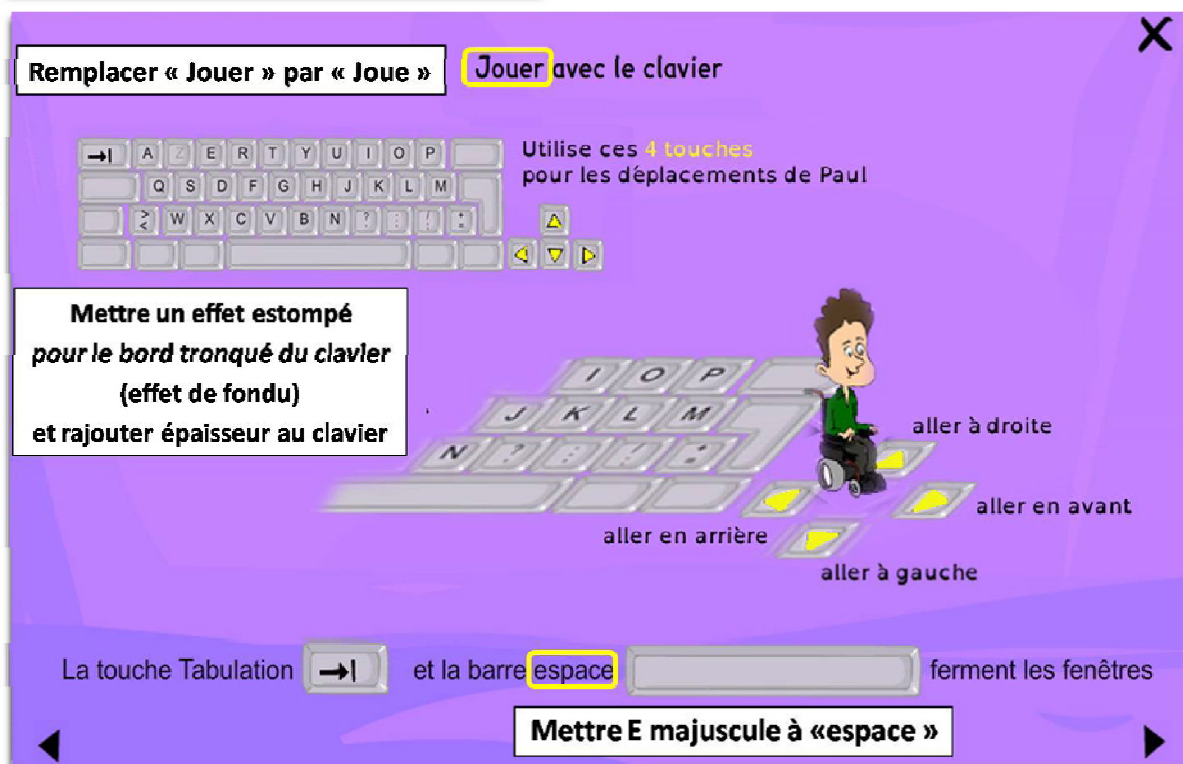 Remplacer « Jouer » par « Joue »
Jouer avec le clavier
Utilise ces 4 touches
pour les déplacements de Paul
A Z E R T Y U I O P
Q S D F G H J K L M
> < W X C V B N ? : ! ±
Mettre un effet estompé
pour le bord tronqué du clavier
(effet de fondu)
et rajouter épaisseur au clavier
I O P
J K L M
N ? : ! ±
aller à droite
aller en avant
aller en arrière
aller à gauche
La touche Tabulation et la barre espace ferment les fenêtres
Mettre E majuscule à «espace »